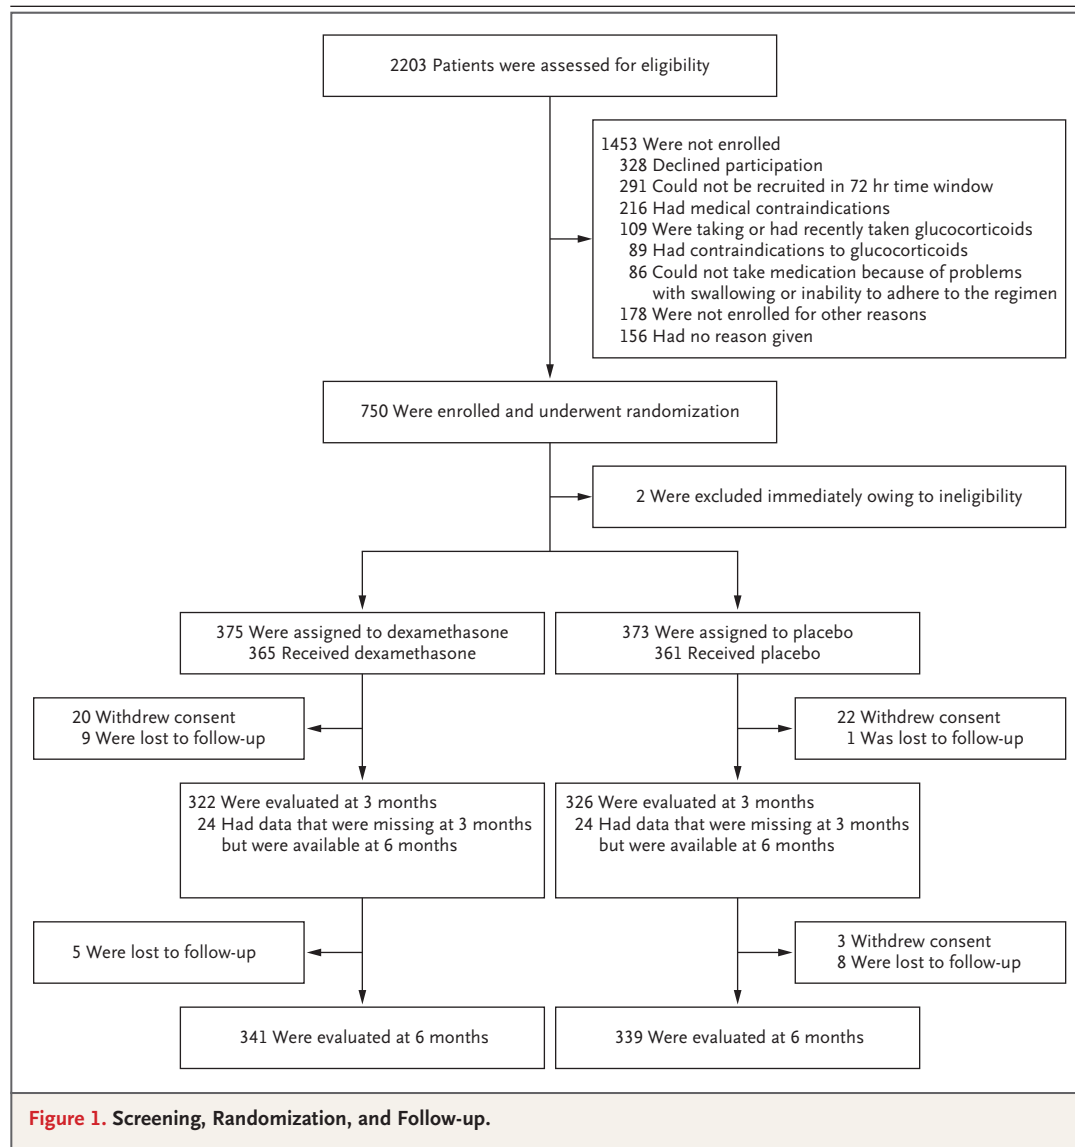 2203 Patients were assessed for eligibility
1453 Were not enrolled
328 Declined participation
291 Could not be recruited in 72 hr time window
216 Had medical contraindications
109 Were taking or had recently taken glucocorticoids
89 Had contraindications to glucocorticoids
86 Could not take medication because of problems
with swallowing or inability to adhere to the regimen
178 Were not enrolled for other reasons
156 Had no reason given
750 Were enrolled and underwent randomization
2 Were excluded immediately owing to ineligibility
375 Were assigned to dexamethasone
365 Received dexamethasone
373 Were assigned to placebo
361 Received placebo
20 Withdrew consent
9 Were lost to follow-up
22 Withdrew consent
1 Was lost to follow-up
322 Were evaluated at 3 months
24 Had data that were missing at 3 months
but were available at 6 months
326 Were evaluated at 3 months
24 Had data that were missing at 3 months
but were available at 6 months
5 Were lost to follow-up
3 Withdrew consent
8 Were lost to follow-up
341 Were evaluated at 6 months
339 Were evaluated at 6 months
Figure 1. Screening, Randomization, and Follow-up.